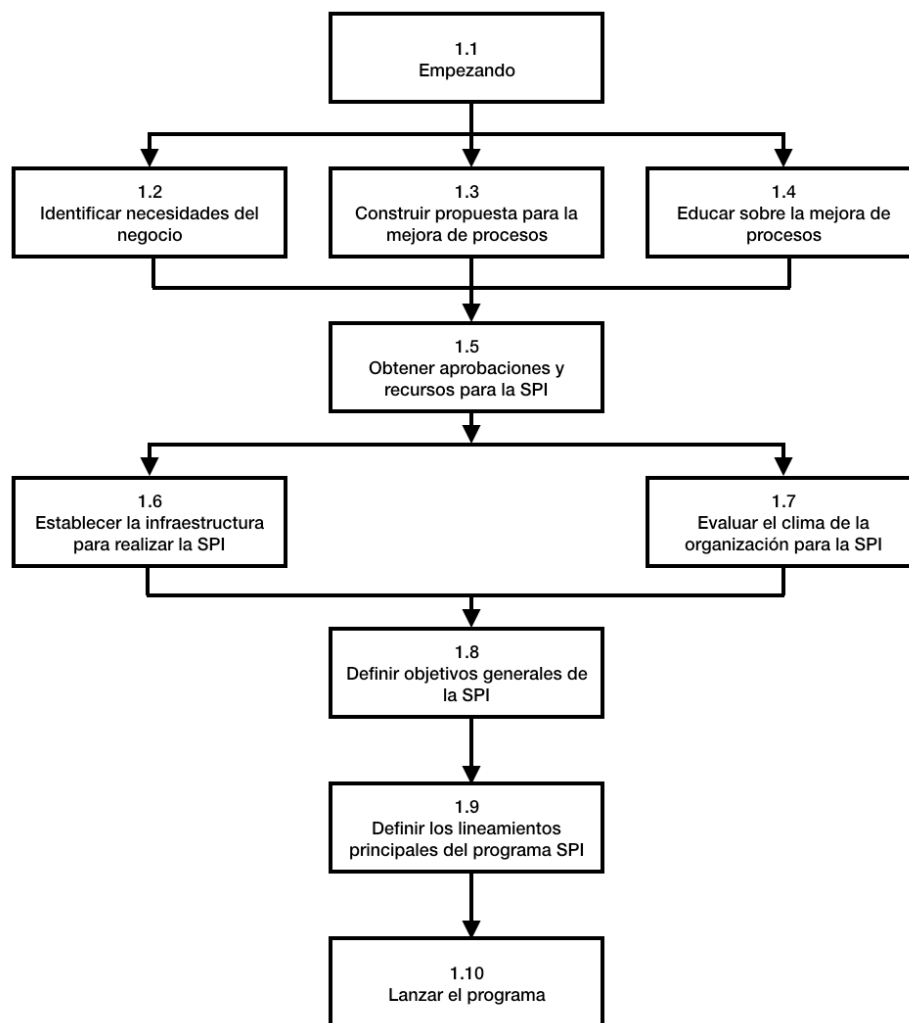 1.1
Empezando
1.2
Identificar necesidades del
negocio
1.3
Construir propuesta para la
mejora de procesos
1.4
Educar sobre la mejora de
procesos
1.5
Obtener aprobaciones y
recursos para la SPI
1.6
Establecer la infraestructura
para realizar la SPI
1.7
Evaluar el clima de la
organización para la SPI
1.8
Definir objetivos generales de
la SPI
1.9
Definir los lineamientos
principales del programa SPI
1.10
Lanzar el programa